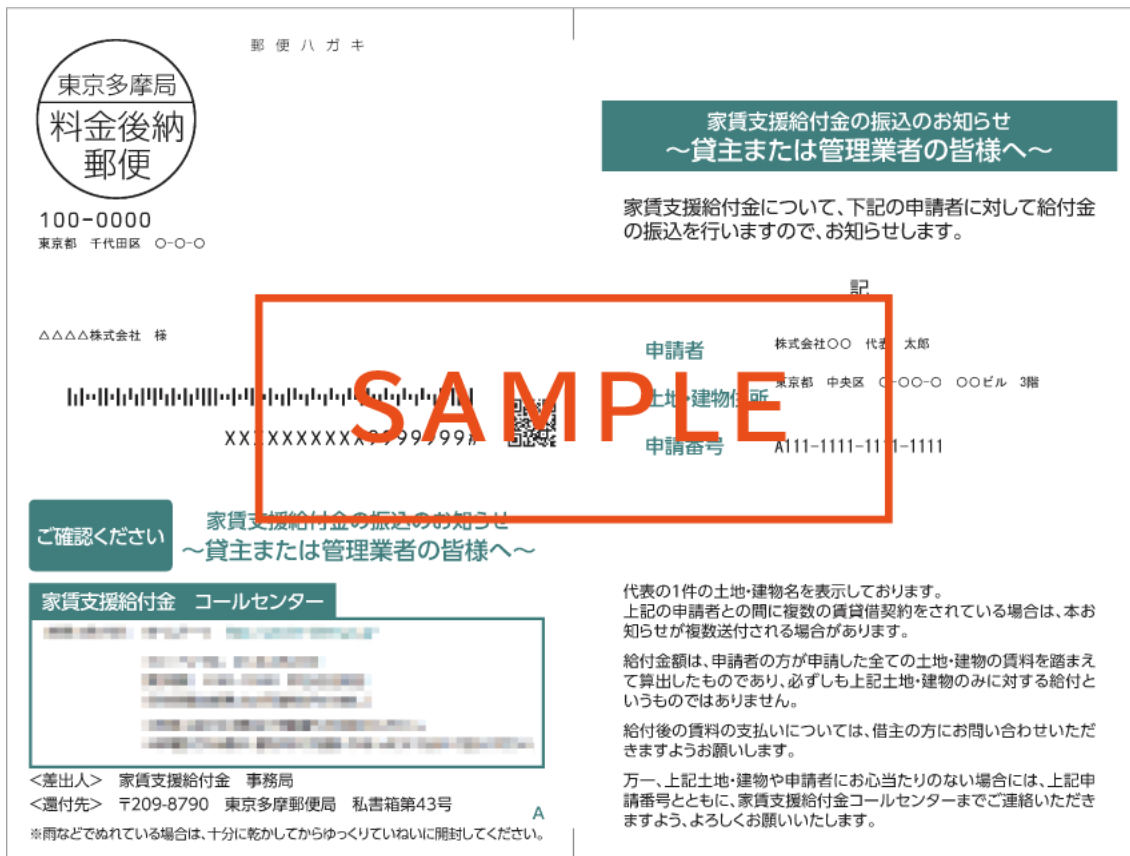 郵便ハガキ
東京多摩局
料金後納
郵便
100-0000
東京都 千代田区 〇-〇-〇
△△△△株式会社 様
XXXXXXXXXX9999999#
ご確認ください
家賃支援給付金の振込のお知らせ
～貸主または管理業者の皆様へ～
家賃支援給付金 コールセンター
<差出人> 家賃支援給付金 事務局
<還付先> 〒209-8790 東京多摩郵便局 私書箱第43号
A
※雨などでぬれている場合は、十分に乾かしてからゆっくりていねいに開封してください。
家賃支援給付金の振込のお知らせ
～貸主または管理業者の皆様へ～
家賃支援給付金について、下記の申請者に対して給付金
の振込を行いますので、お知らせします。
記
申請者 株式会社〇〇 代表 太郎
土地・建物住所 東京都 中央区 〇-〇〇-〇 〇〇ビル 3階
申請番号 A111-1111-1111-1111
SAMPLE
代表の1件の土地・建物名を表示しております。
上記の申請者との間に複数の賃貸借契約をされている場合は、本お
知らせが複数送付される場合があります。
給付金額は、申請者の方が申請した全ての土地・建物の賃料を踏まえ
て算出したものであり、必ずしも上記土地・建物のみに対する給付と
いうものではありません。
給付後の賃料の支払いについては、借主の方にお問い合わせいただ
きますようお願いします。
万一、上記土地・建物や申請者にお心当たりのない場合には、上記申
請番号とともに、家賃支援給付金コールセンターまでご連絡いただき
ますよう、よろしくお願いいたします。